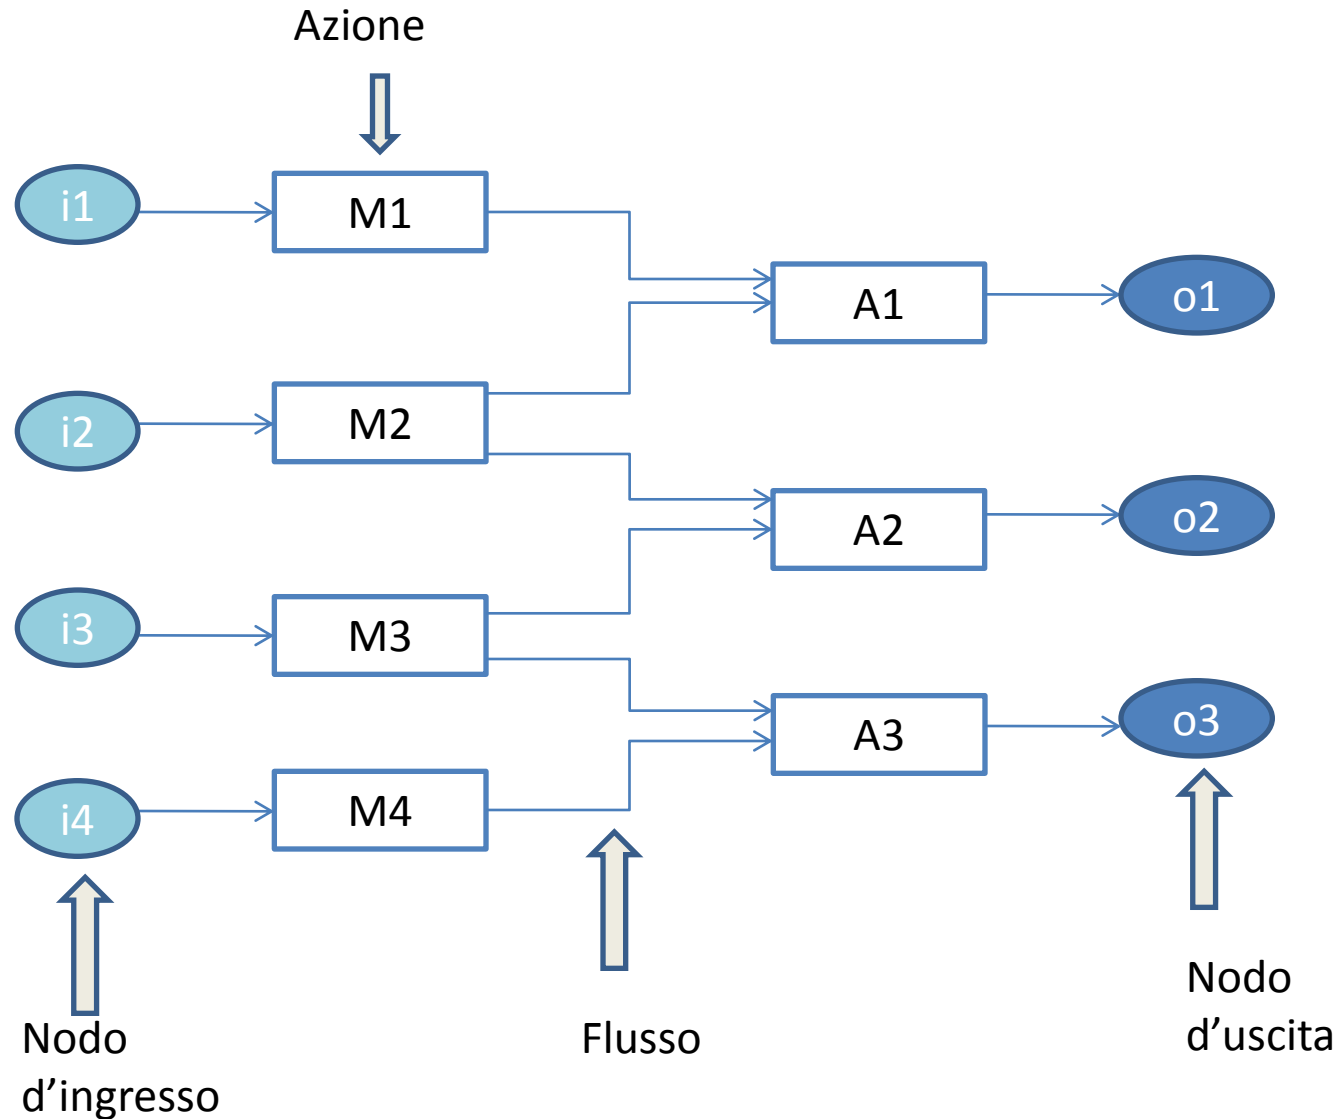 Azione
i1
M1
A1
o1
i2
M2
A2
o2
i3
M3
A3
o3
i4
M4
Nodo
d’ingresso
Flusso
Nodo
d’uscita